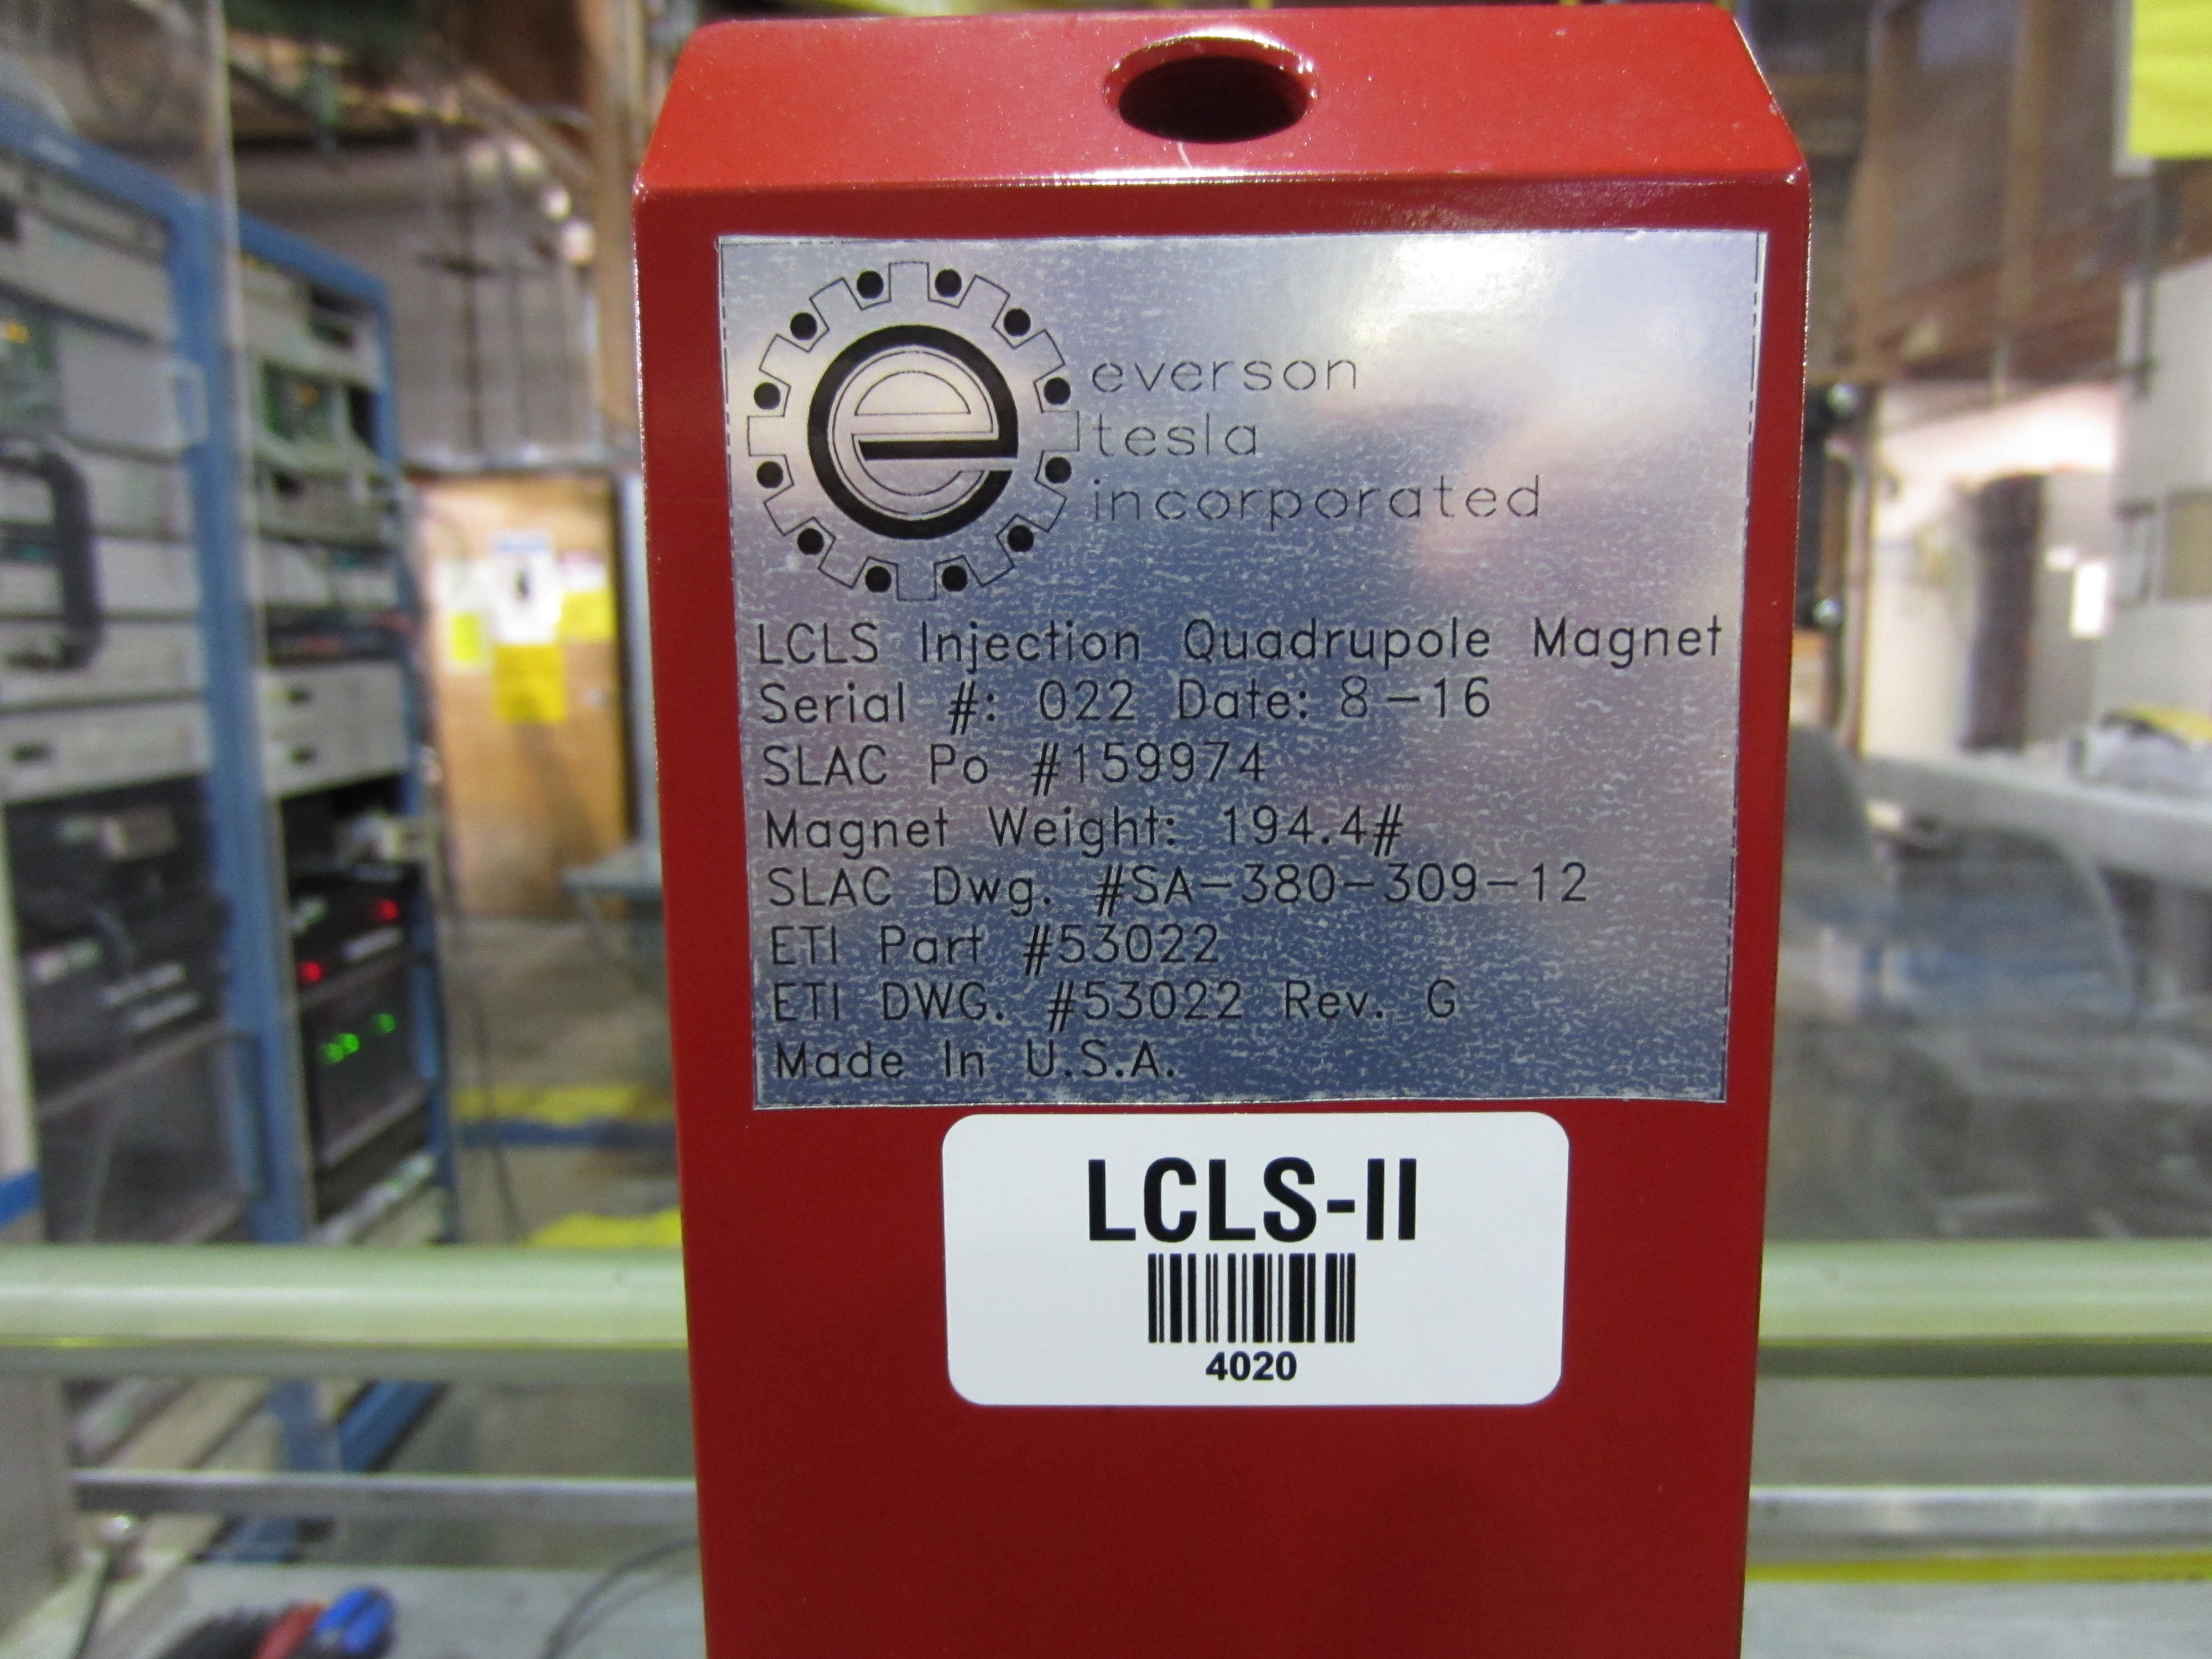 e
everson
tesla
incorporated
LCLS Injection Quadrupole Magnet
Serial #: 022 Date: 8-16
SLAC Po #159974
Magnet Weight: 194.4#
SLAC Dwg. #SA-380-309-12
ETI Part #53022
ETI DWG. #53022 Rev. G
Made In U.S.A.
LCLS-II
4020